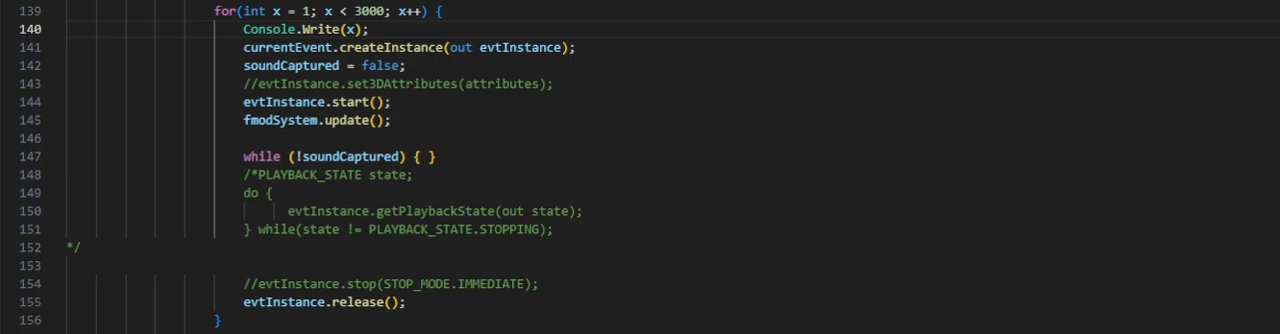 139 for(int x = 1; x < 3000; x++) {
140 Console.Write(x);
141 currentEvent.createInstance(out evtInstance);
142 soundCaptured = false;
143 //evtInstance.set3DAttributes(attributes);
144 evtInstance.start();
145 fmodSystem.update();
146
147 while (!soundCaptured) { }
148 /*PLAYBACK_STATE state;
149 do {
150 evtInstance.getPlaybackState(out state);
151 } while(state != PLAYBACK_STATE.STOPPING);
152 */
153
154 //evtInstance.stop(STOP_MODE.IMMEDIATE);
155 evtInstance.release();
156 }